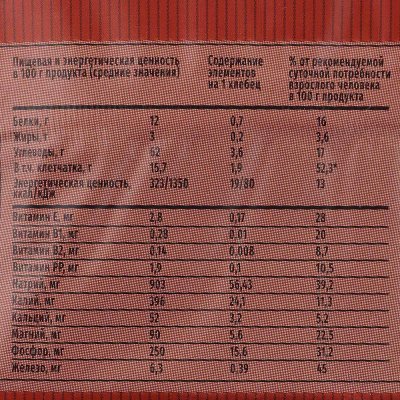 Пищевая и энергетическая ценность в 100 г продукта (средние значения) | Содержание элементов на 1 хлебец | % от рекомендуемой суточной потребности взрослого человека в 100 г продукта
Белки, г 12 0,7 16
Жиры, г 3 0,2 3,6
Углеводы, г 62 3,6 17
В т.ч. клетчатка, г 15,7 1,9 52,3*
Энергетическая ценность, ккал/кДж 323/1350 19/80 13
Витамин Е, мг 2,8 0,17 28
Витамин В1, мг 0,28 0.01 20
Витамин В2, мг 0,14 0.008 8,7
Витамин РР, мг 1,9 0,1 10,5
Натрий, мг 903 56,43 39,2
Калий, мг 396 24,1 11.3
Кальций, мг 52 3,2 5.2
Магний, мг 90 5,6 22.5
Фосфор, мг 250 15.6 31,2
Железо, мг 6,3 0.39 45